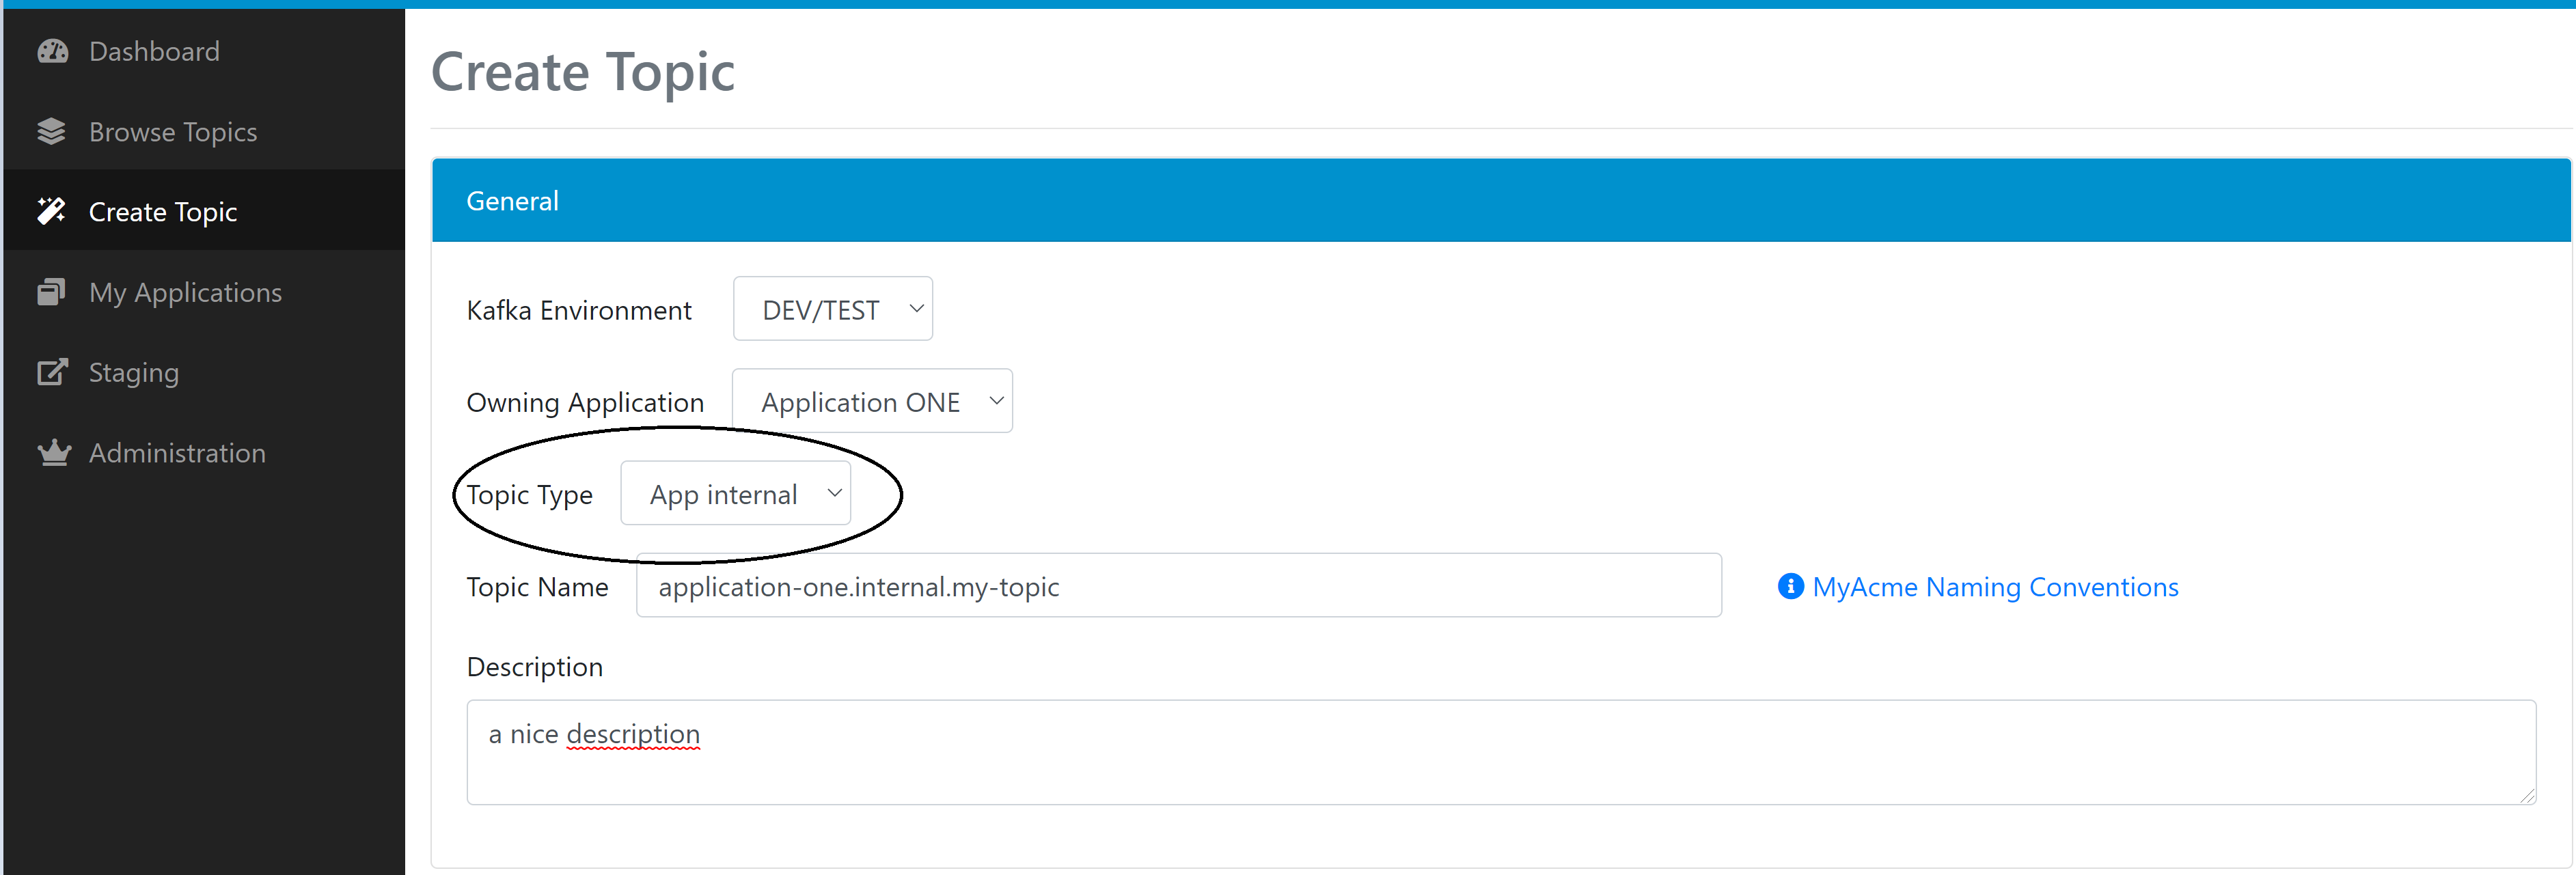 Dashboard
Browse Topics
Create Topic
My Applications
Staging
Administration
Create Topic
General
Kafka Environment DEV/TEST
Owning Application Application ONE
Topic Type App internal
Topic Name application-one.internal.my-topic MyAcme Naming Conventions
Description
a nice description